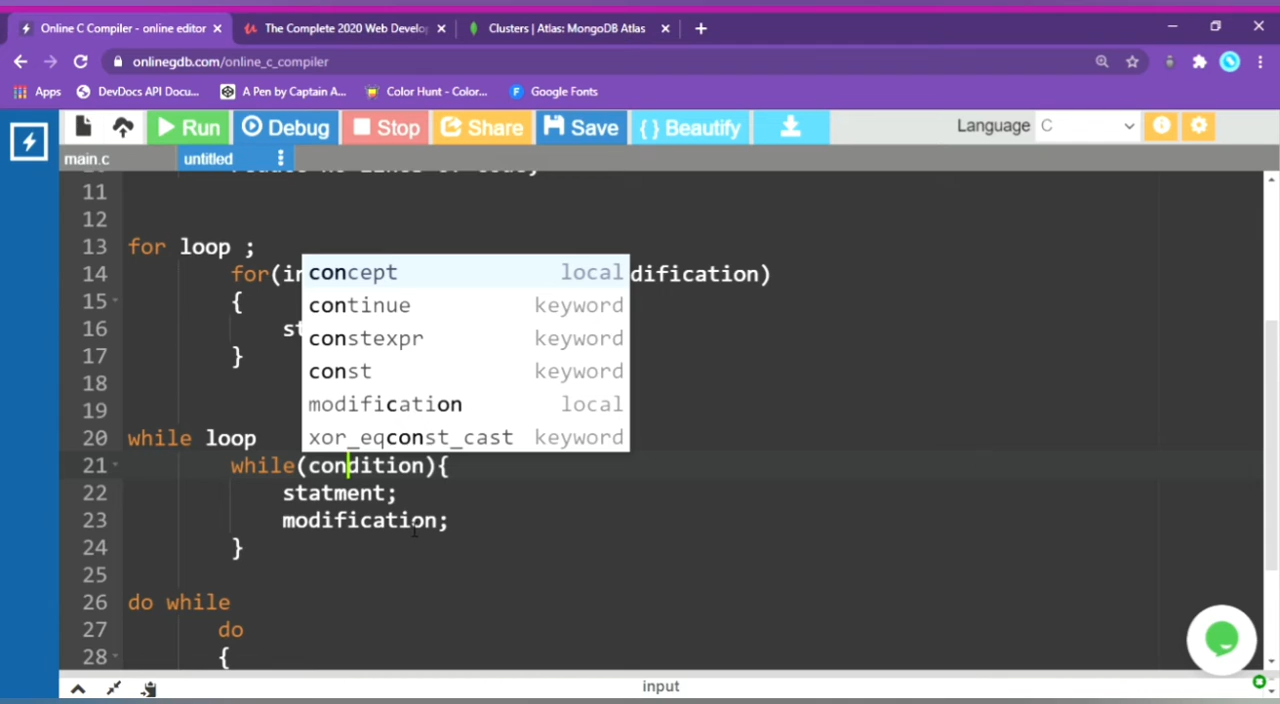 Online C Compiler - online editor
The Complete 2020 Web Develo
Clusters | Atlas: MongoDB Atlas
onlinegdb.com/online_c_compiler
Apps
DevDocs API Docu...
A Pen by Captain A...
Color Hunt - Color...
Google Fonts
Run
Debug
Stop
Share
Save
{ } Beautify
Language C
main.c
untitled
11
12
13 for loop ;
14 for(in dification)
15 {
16 st
17 }
18
19
20 while loop
21 while(condition){
22 statment;
23 modification;
24 }
25
26 do while
27 do
28 {
concept local
continue keyword
constexpr keyword
const keyword
modification local
xor_eqconst_cast keyword
input